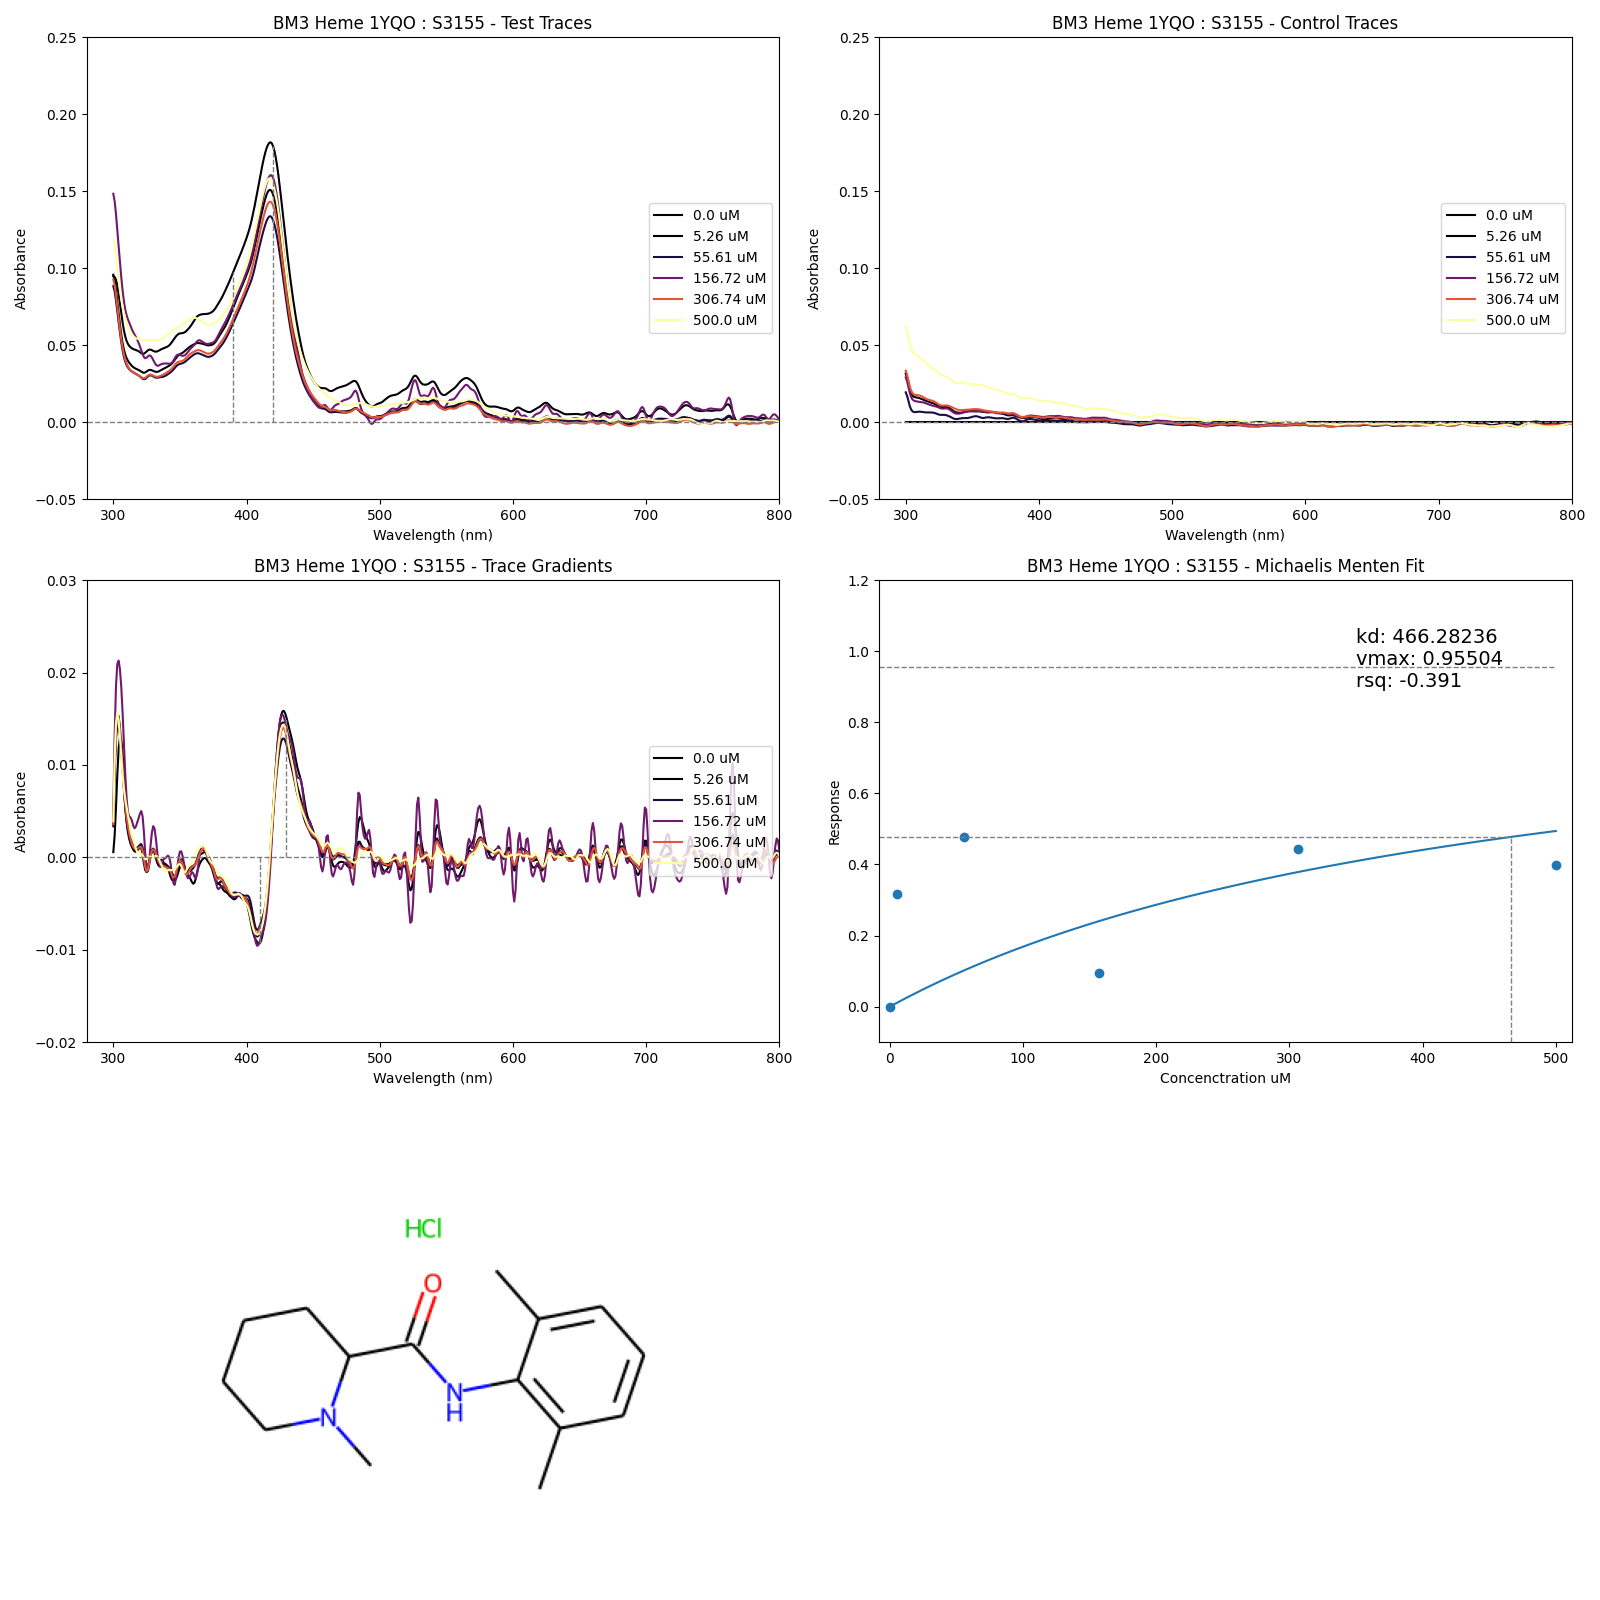 BM3 Heme 1YQO : S3155 - Test Traces
0.25
0.20
0.15
0.10
0.05
0.00
−0.05
Absorbance
300 400 500 600 700 800
Wavelength (nm)
0.0 uM
5.26 uM
55.61 uM
156.72 uM
306.74 uM
500.0 uM
BM3 Heme 1YQO : S3155 - Control Traces
0.25
0.20
0.15
0.10
0.05
0.00
−0.05
Absorbance
300 400 500 600 700 800
Wavelength (nm)
0.0 uM
5.26 uM
55.61 uM
156.72 uM
306.74 uM
500.0 uM
BM3 Heme 1YQO : S3155 - Trace Gradients
0.03
0.02
0.01
0.00
−0.01
−0.02
Absorbance
300 400 500 600 700 800
Wavelength (nm)
0.0 uM
5.26 uM
55.61 uM
156.72 uM
306.74 uM
500.0 uM
BM3 Heme 1YQO : S3155 - Michaelis Menten Fit
1.2
1.0
0.8
0.6
0.4
0.2
0.0
Response
kd: 466.28236
vmax: 0.95504
rsq: -0.391
0 100 200 300 400 500
Concenctration uM
HCl
O
N
H
N